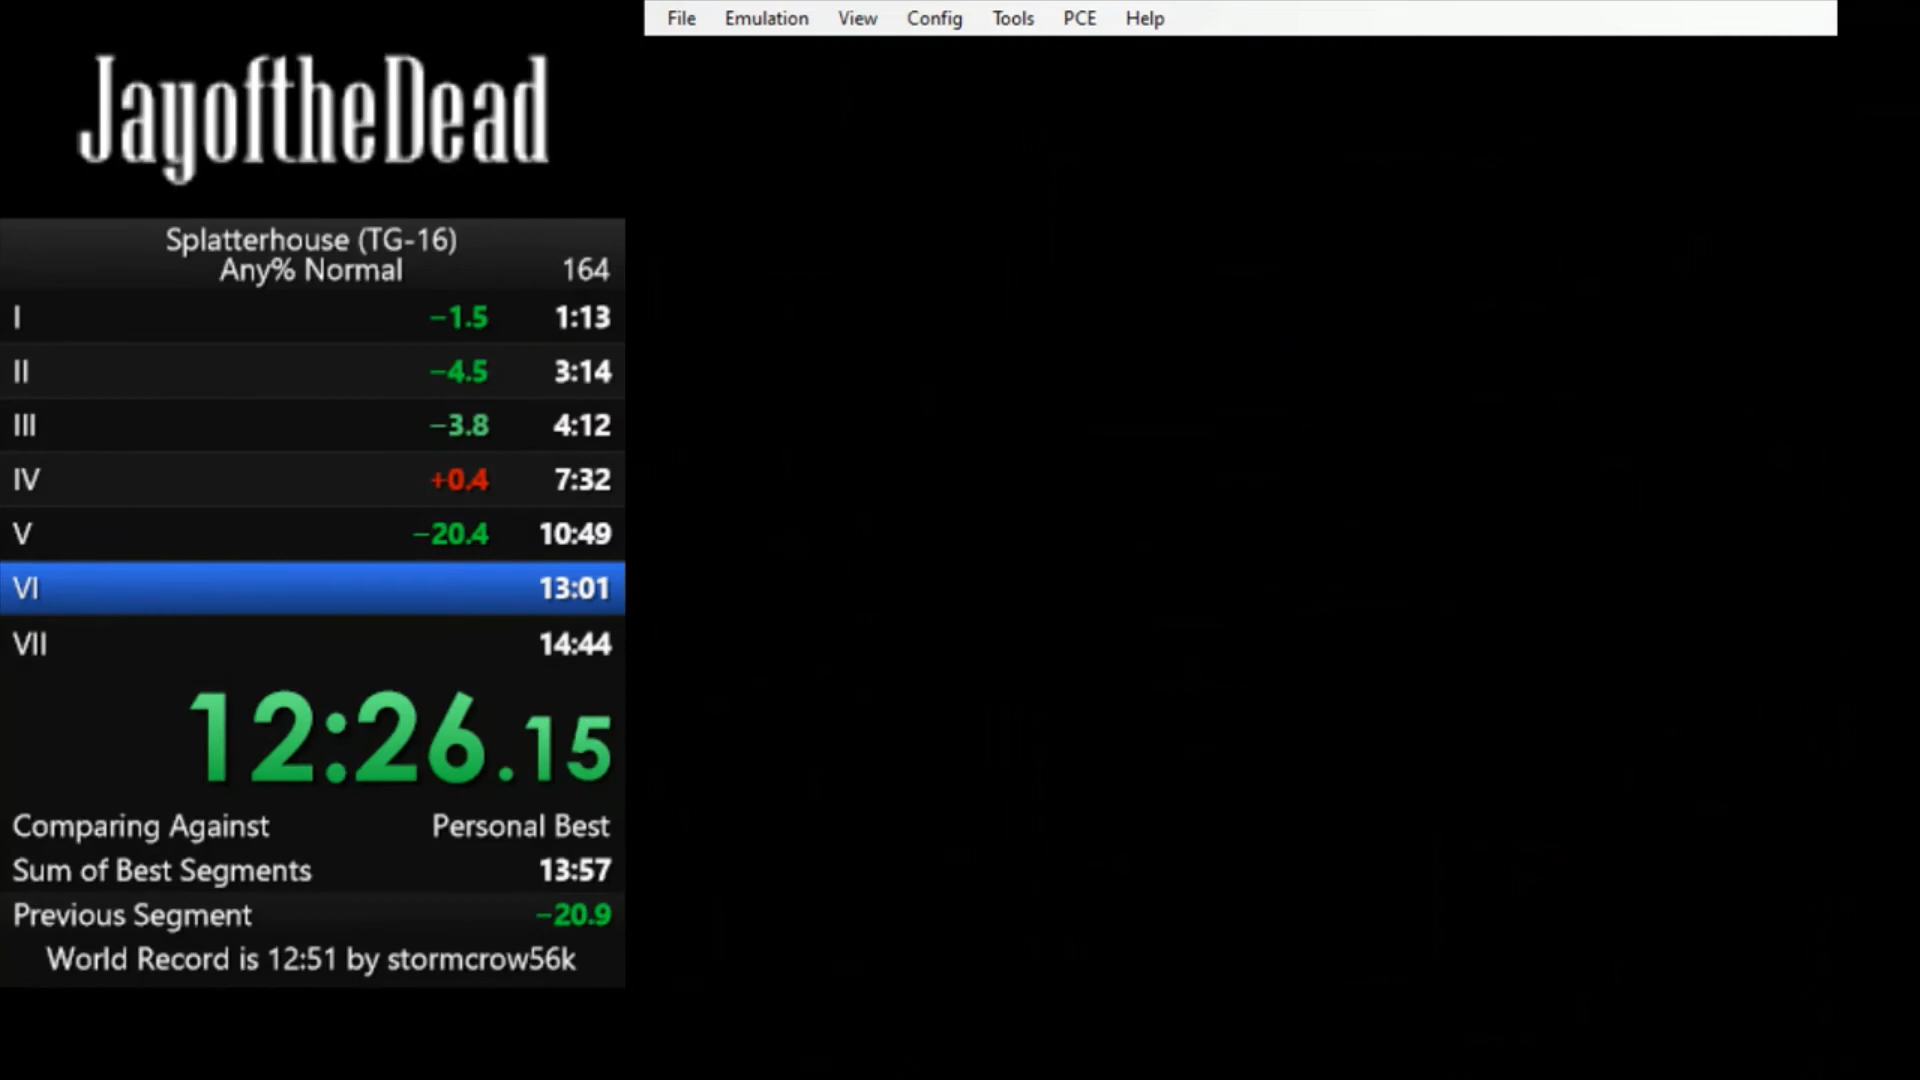 File Emulation View Config Tools PCE Help
JayoftheDead
Splatterhouse (TG-16)
Any% Normal 164
I −1.5 1:13
II −4.5 3:14
III −3.8 4:12
IV +0.4 7:32
V −20.4 10:49
VI 13:01
VII 14:44
12:26.15
Comparing Against Personal Best
Sum of Best Segments 13:57
Previous Segment −20.9
World Record is 12:51 by stormcrow56k